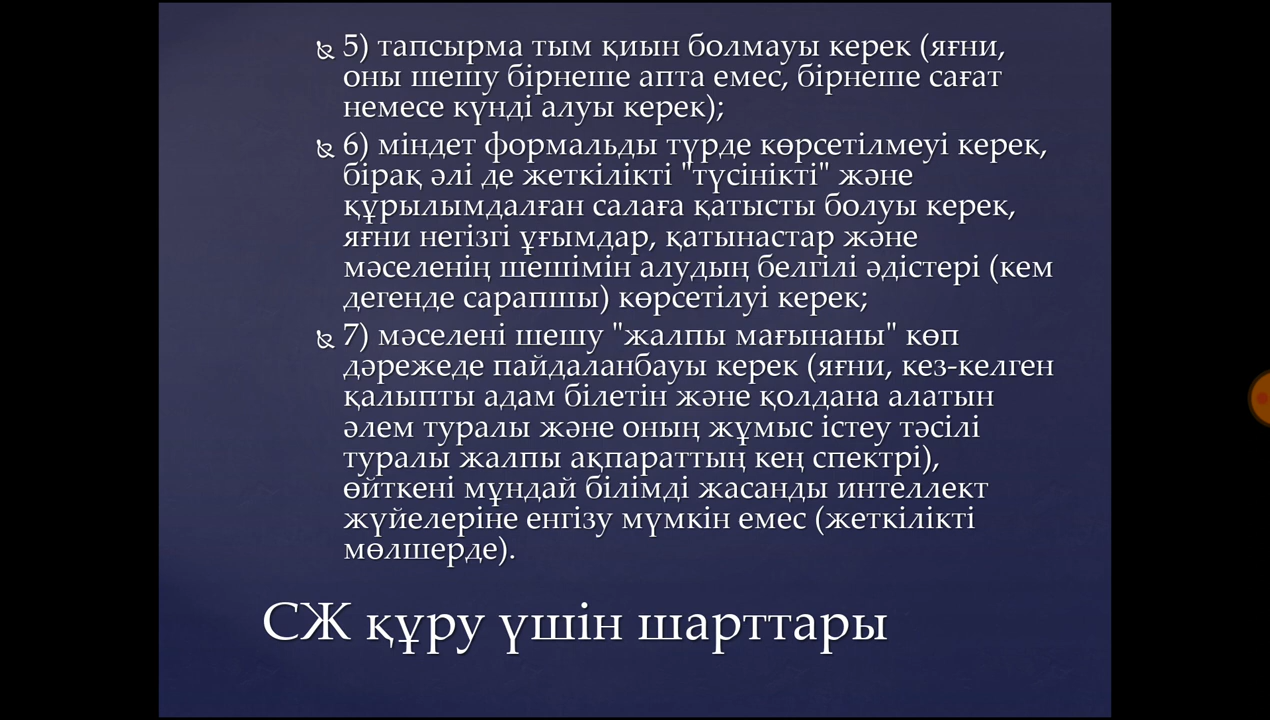 5) тапсырма тым қиын болмауы керек (яғни,
оны шешу бірнеше апта емес, бірнеше сағат
немесе күнді алуы керек);
6) міндет формальды түрде көрсетілмеуі керек,
бірақ әлі де жеткілікті "түсінікті" және
құрылымдалған салаға қатысты болуы керек,
яғни негізгі ұғымдар, қатынастар және
мәселенің шешімін алудың белгілі әдістері (кем
дегенде сарапшы) көрсетілуі керек;
7) мәселені шешу "жалпы мағынаны" көп
дәрежеде пайдаланбауы керек (яғни, кез-келген
қалыпты адам білетін және қолдана алатын
әлем туралы және оның жұмыс істеу тәсілі
туралы жалпы ақпараттың кең спектрі),
өйткені мұндай білімді жасанды интеллект
жүйелеріне енгізу мүмкін емес (жеткілікті
мөлшерде).
СЖ құру үшін шарттары